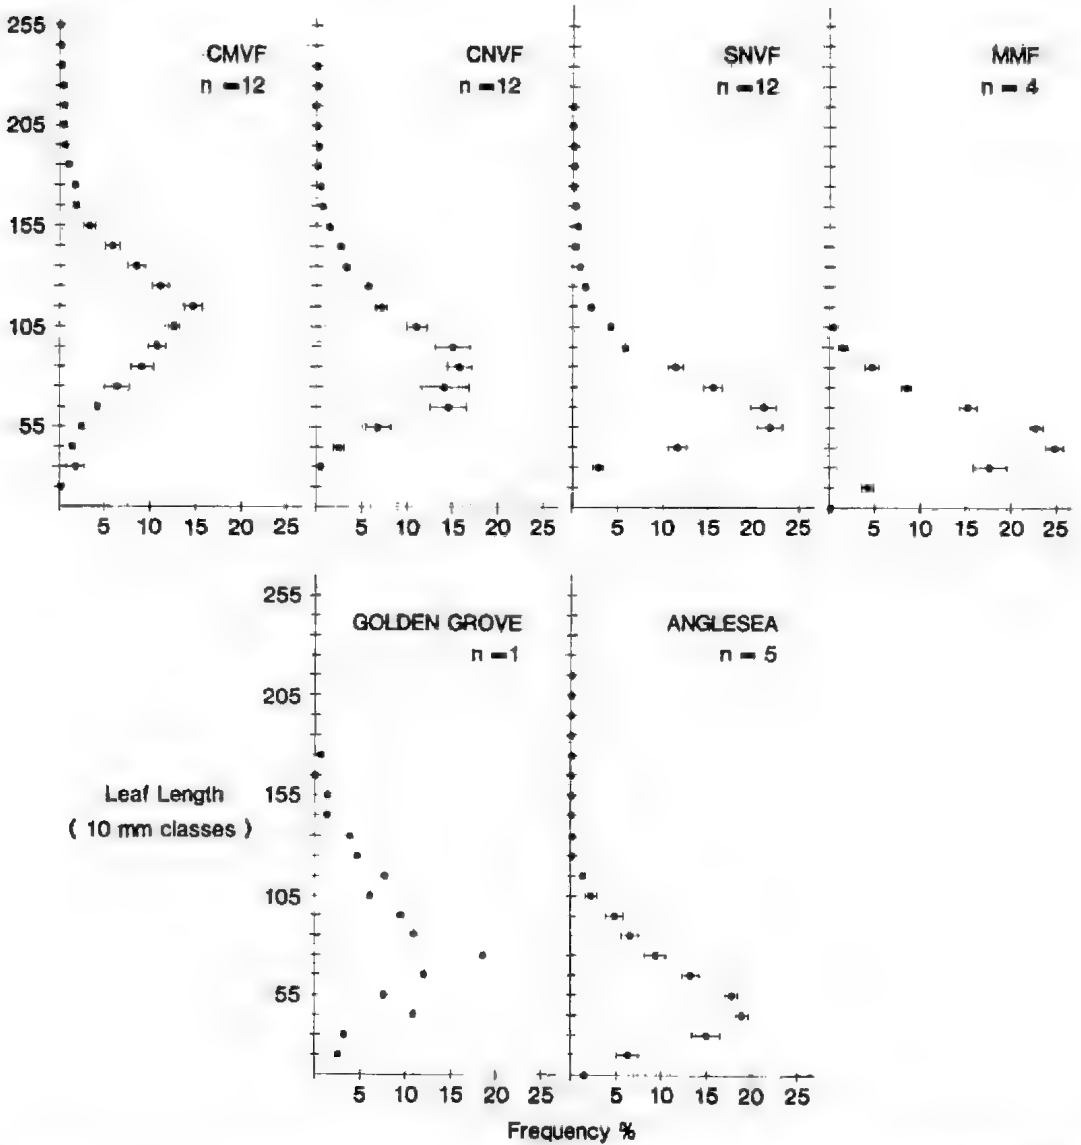 CMVF
n = 12
CNVF
n = 12
SNVF
n = 12
MMF
n = 4
255
205
155
105
55
5 10 15 20 25
5 10 15 20 25
5 10 15 20 25
5 10 15 20 25
GOLDEN GROVE
n = 1
ANGLESEA
n = 5
255
205
155
105
55
Leaf Length
( 10 mm classes )
5 10 15 20 25
5 10 15 20 25
Frequency %